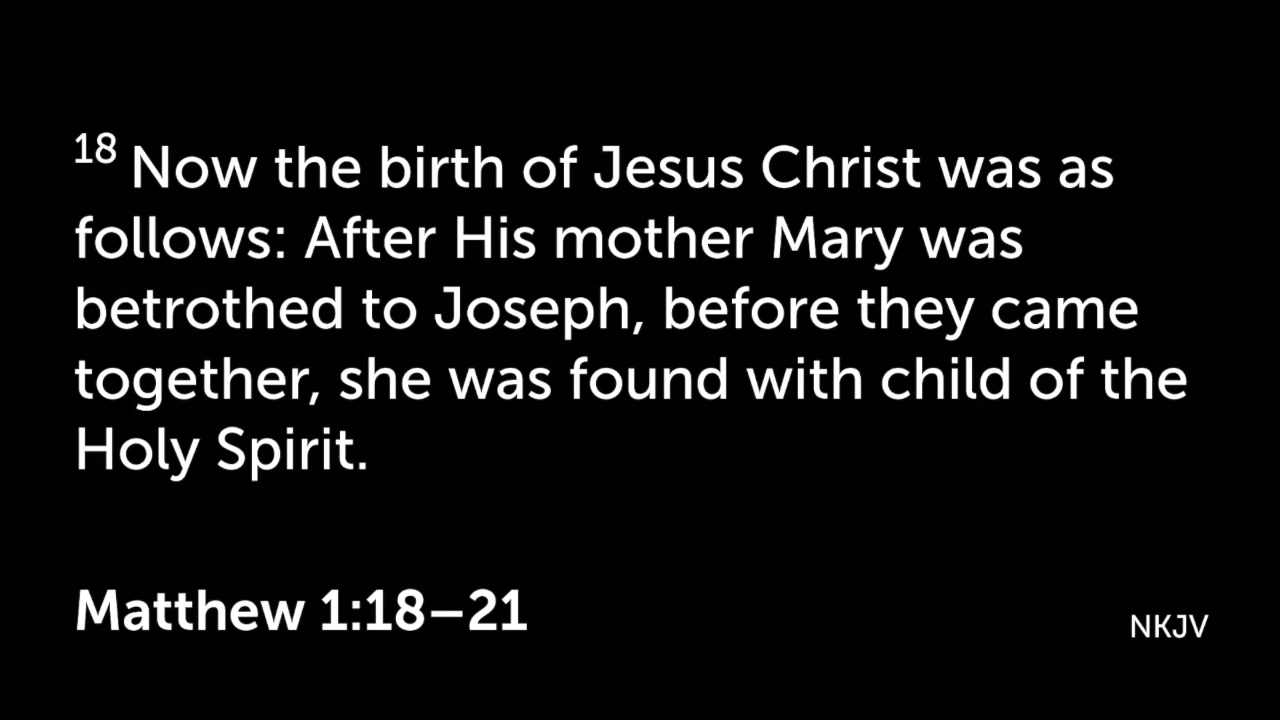 18 Now the birth of Jesus Christ was as
follows: After His mother Mary was
betrothed to Joseph, before they came
together, she was found with child of the
Holy Spirit.
Matthew 1:18–21
NKJV